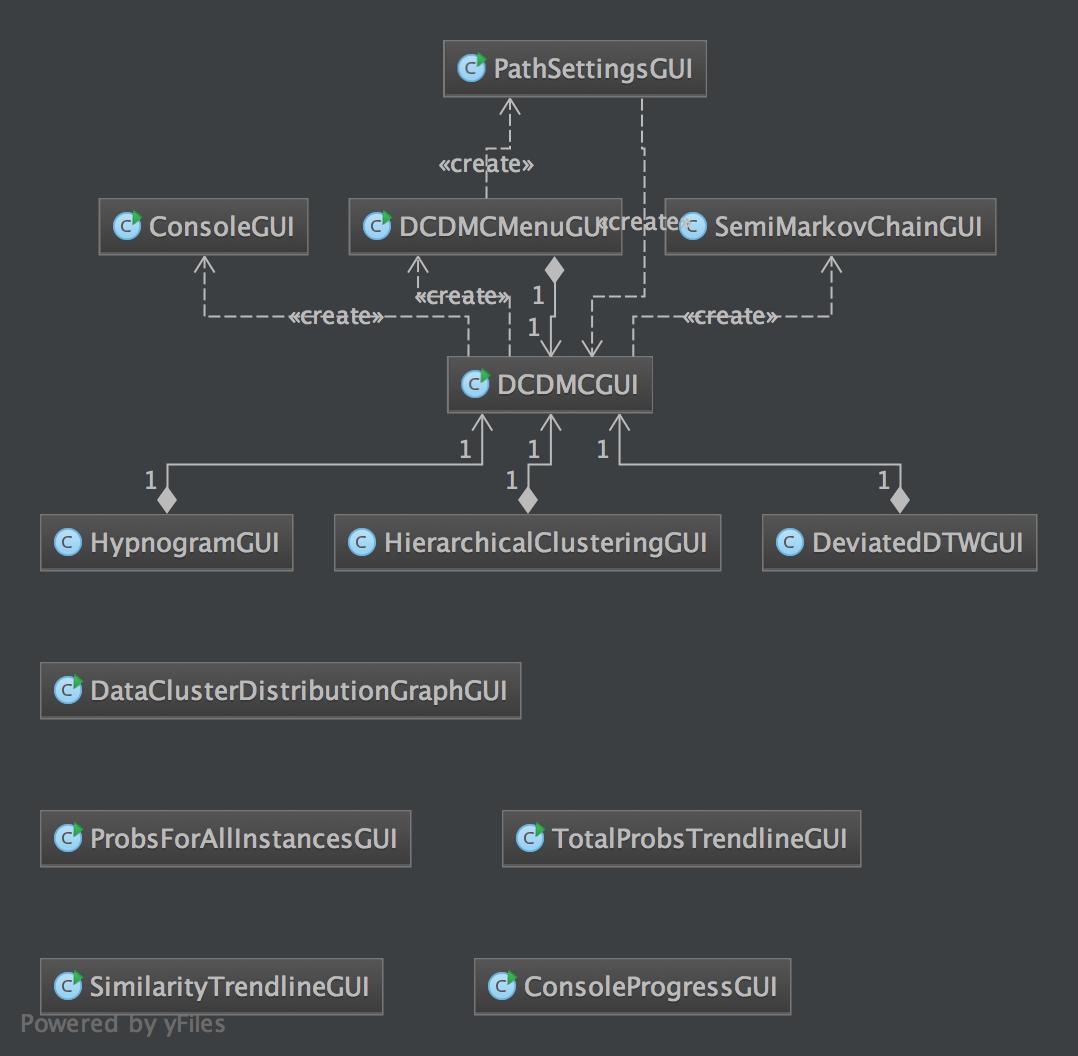 PathSettingsGUI
«create»
ConsoleGUI
DCDMCMenuGUI
«create»
SemiMarkovChainGUI
1
«create»
«create»
«create»
1
DCDMCGUI
1
1
1
1
1
1
HypnogramGUI
HierarchicalClusteringGUI
DeviatedDTWGUI
DataClusterDistributionGraphGUI
ProbsForAllInstancesGUI
TotalProbsTrendlineGUI
SimilarityTrendlineGUI
ConsoleProgressGUI
Powered by yFiles